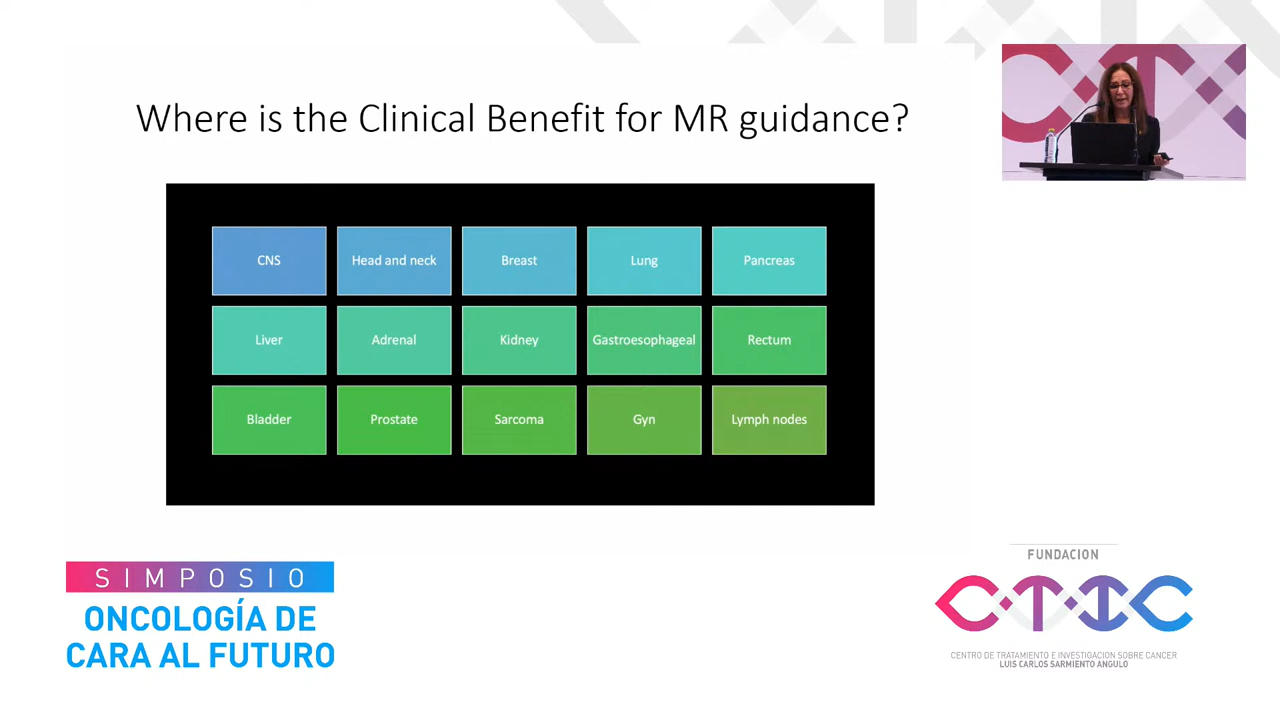 Where is the Clinical Benefit for MR guidance?
CNS
Head and neck
Breast
Lung
Pancreas
Liver
Adrenal
Kidney
Gastroesophageal
Rectum
Bladder
Prostate
Sarcoma
Gyn
Lymph nodes
SIMPOSIO
ONCOLOGÍA DE
CARA AL FUTURO
FUNDACION
CTIC
CENTRO DE TRATAMIENTO E INVESTIGACION SOBRE CANCER
LUIS CARLOS SARMIENTO ANGULO